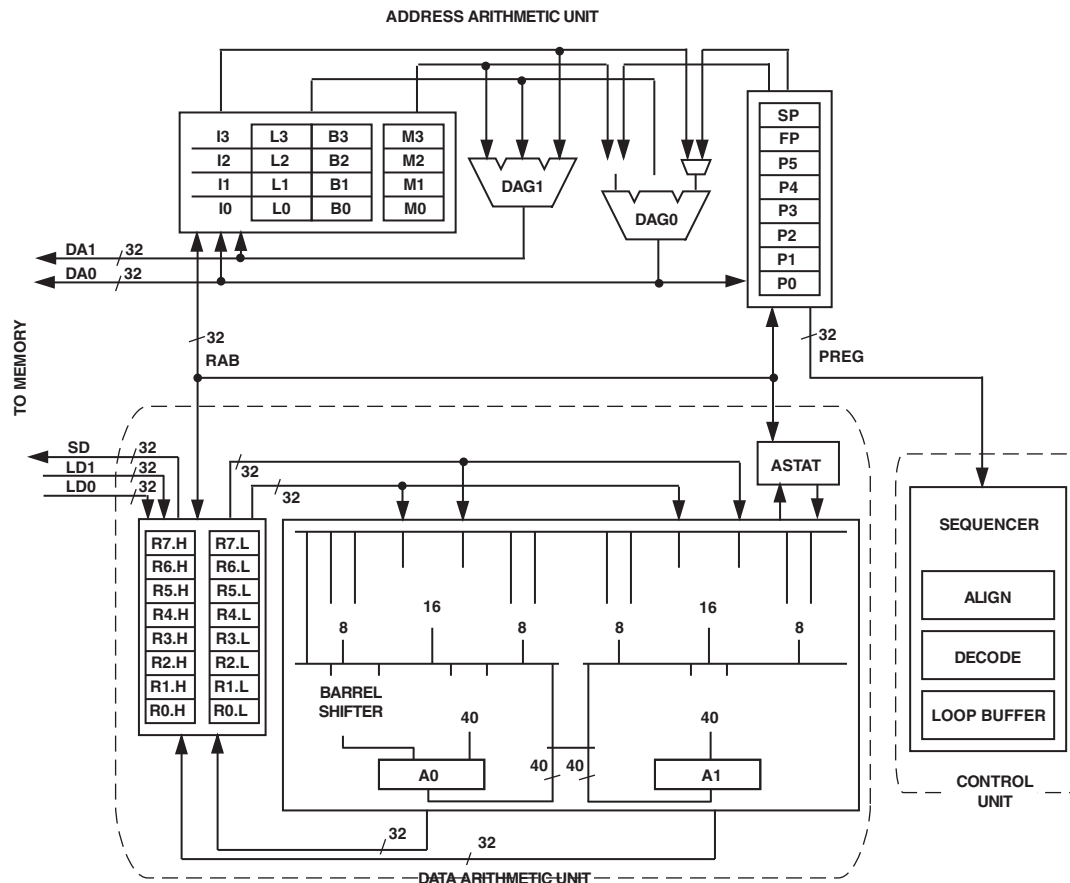 ADDRESS ARITHMETIC UNIT
SP
I3 L3 B3 M3
FP
I2 L2 B2 M2
P5
I1 L1 B1 M1
DAG1
P4
I0 L0 B0 M0
DAG0
P3
P2
DA1 32
P1
DA0 32
P0
TO MEMORY
32
RAB
32
PREG
SD 32
LD1 32
LD0 32
32
32
ASTAT
SEQUENCER
ALIGN
DECODE
LOOP BUFFER
CONTROL
UNIT
R7.H R7.L
R6.H R6.L
R5.H R5.L
R4.H R4.L
R3.H R3.L
R2.H R2.L
R1.H R1.L
R0.H R0.L
16 16
8 8 8 8
BARREL
SHIFTER
40 40
40 40
A0 A1
32
32
DATA ARITHMETIC UNIT